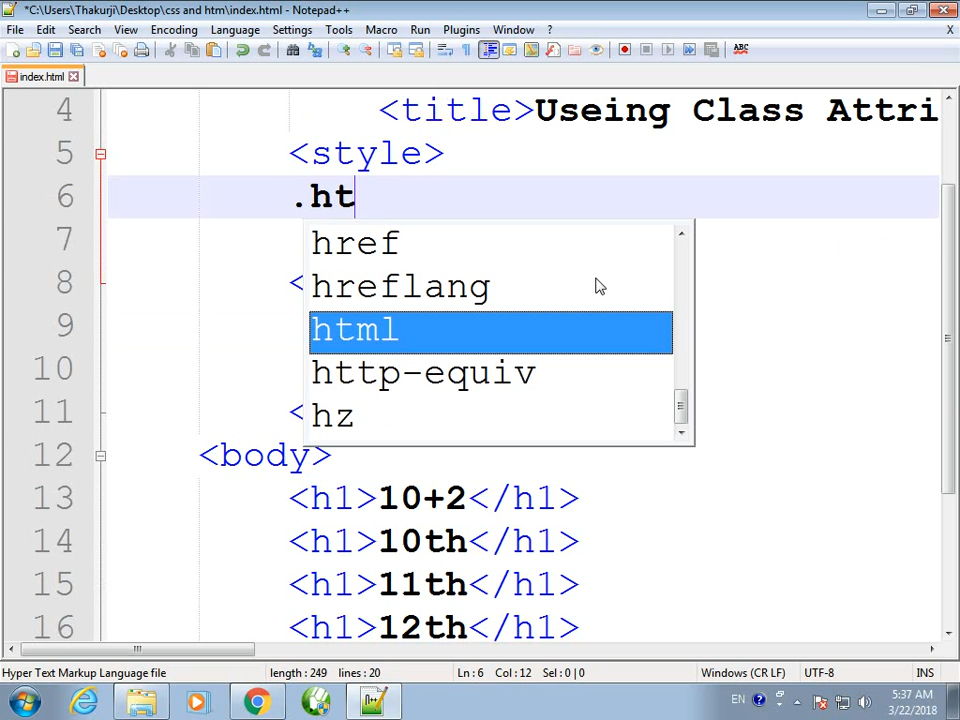 *C:\Users\Thakurji\Desktop\css and htm\index.html - Notepad++
File Edit Search View Encoding Language Settings Tools Macro Run Plugins Window ? X
ABC
index.html
4 <title>Useing Class Attri
5 <style>
6 .ht
7 href
8 < hreflang
9 html
10 http-equiv
11 < hz
12 <body>
13 <h1>10+2</h1>
14 <h1>10th</h1>
15 <h1>11th</h1>
16 <h1>12th</h1>
Hyper Text Markup Language file length : 249 lines : 20 Ln : 6 Col : 12 Sel : 0 | 0 Windows (CR LF) UTF-8 INS
EN ? 5:37 AM
3/22/2018